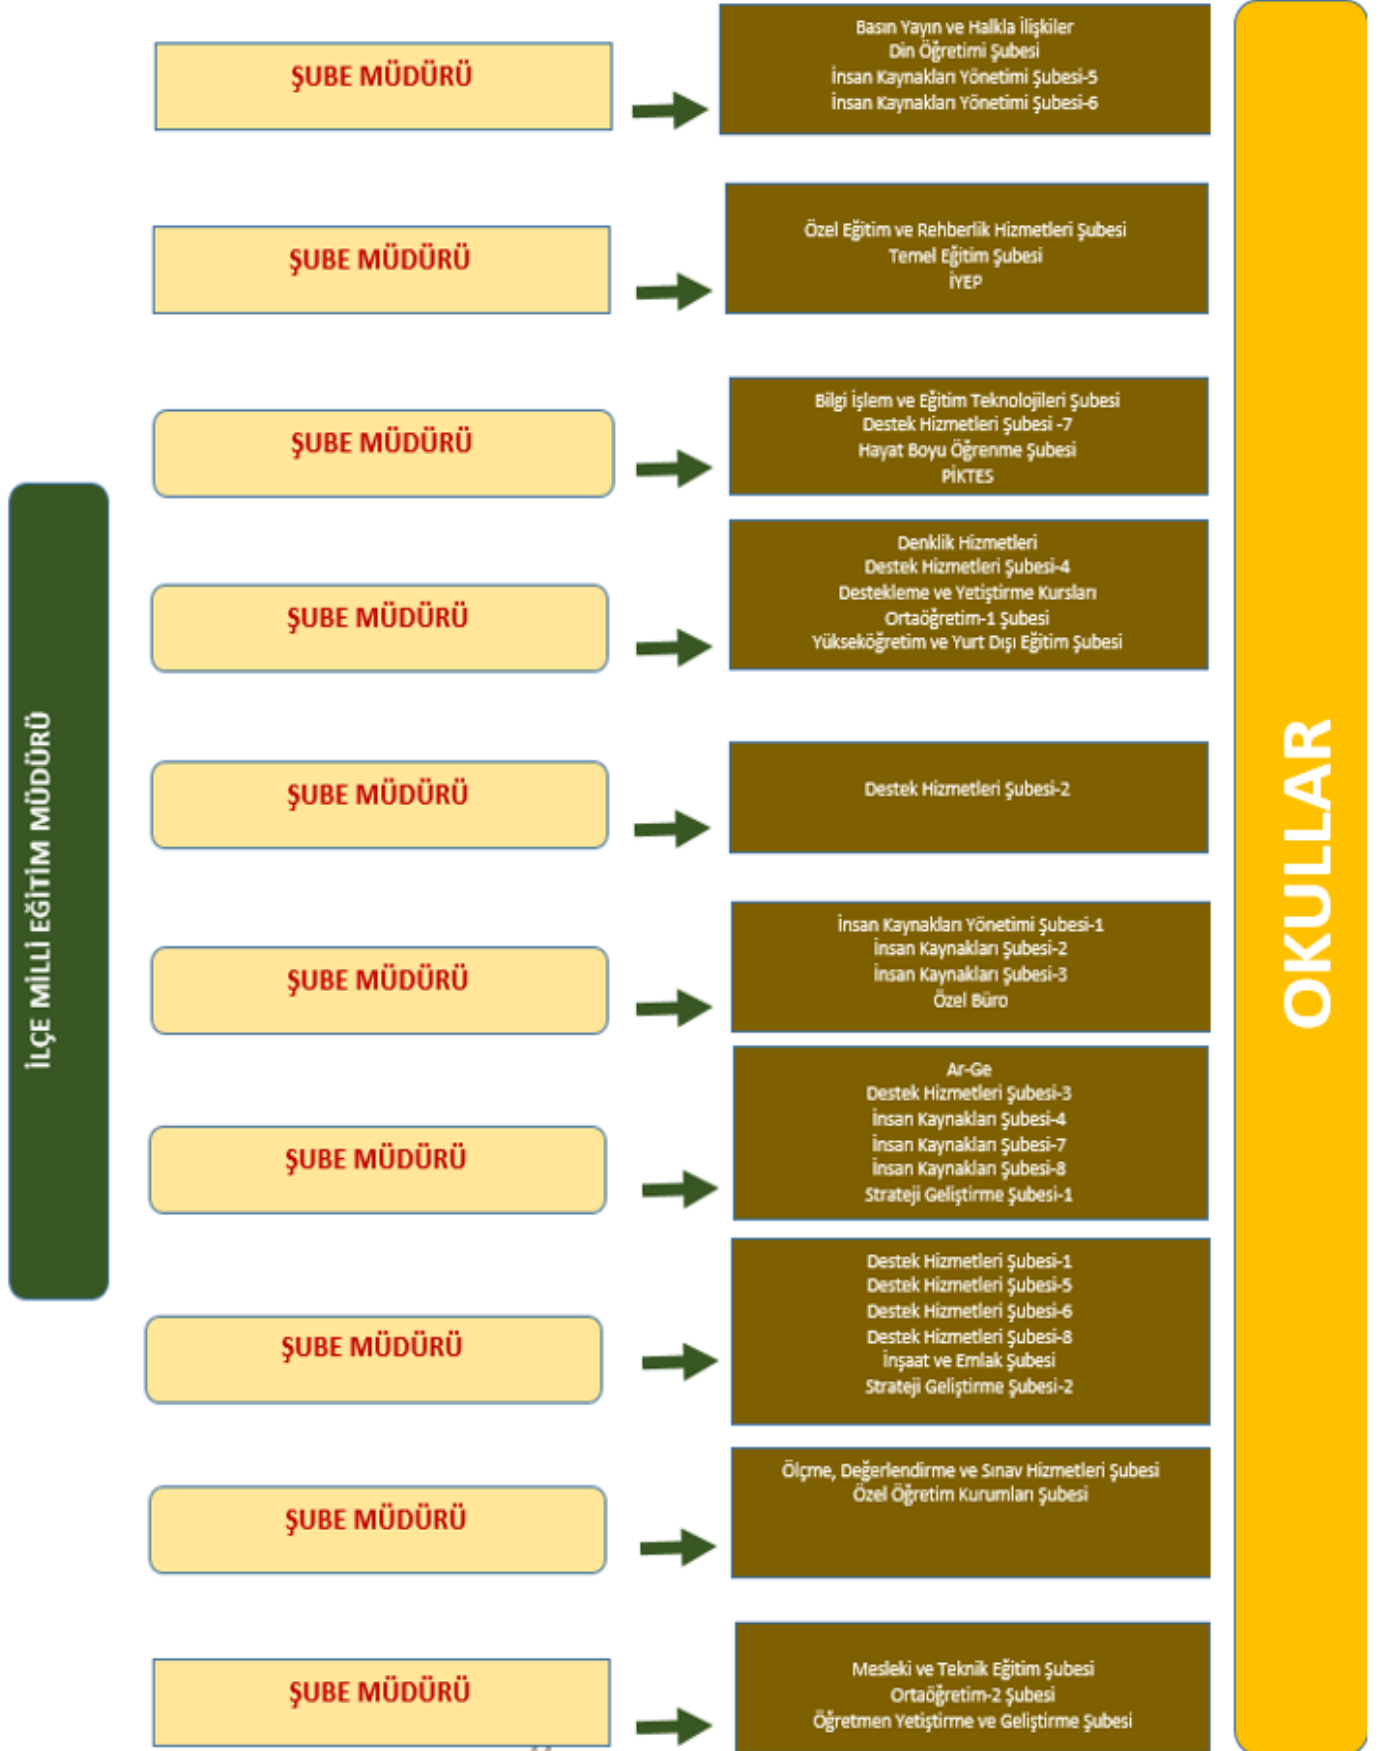 İLÇE MİLLİ EĞİTİM MÜDÜRÜ
ŞUBE MÜDÜRÜ
Basın Yayın ve Halkla İlişkiler
Din Öğretimi Şubesi
İnsan Kaynakları Yönetimi Şubesi-5
İnsan Kaynakları Yönetimi Şubesi-6
ŞUBE MÜDÜRÜ
Özel Eğitim ve Rehberlik Hizmetleri Şubesi
Temel Eğitim Şubesi
İYEP
ŞUBE MÜDÜRÜ
Bilgi İşlem ve Eğitim Teknolojileri Şubesi
Destek Hizmetleri Şubesi -7
Hayat Boyu Öğrenme Şubesi
PİKTES
ŞUBE MÜDÜRÜ
Denklik Hizmetleri
Destek Hizmetleri Şubesi-4
Destekleme ve Yetiştirme Kursları
Ortaöğretim-1 Şubesi
Yükseköğretim ve Yurt Dışı Eğitim Şubesi
ŞUBE MÜDÜRÜ
Destek Hizmetleri Şubesi-2
ŞUBE MÜDÜRÜ
İnsan Kaynakları Yönetimi Şubesi-1
İnsan Kaynakları Şubesi-2
İnsan Kaynakları Şubesi-3
Özel Büro
ŞUBE MÜDÜRÜ
Ar-Ge
Destek Hizmetleri Şubesi-3
İnsan Kaynakları Şubesi-4
İnsan Kaynakları Şubesi-7
İnsan Kaynakları Şubesi-8
Strateji Geliştirme Şubesi-1
ŞUBE MÜDÜRÜ
Destek Hizmetleri Şubesi-1
Destek Hizmetleri Şubesi-5
Destek Hizmetleri Şubesi-6
Destek Hizmetleri Şubesi-8
İnşaat ve Emlak Şubesi
Strateji Geliştirme Şubesi-2
ŞUBE MÜDÜRÜ
Ölçme, Değerlendirme ve Sınav Hizmetleri Şubesi
Özel Öğretim Kurumları Şubesi
ŞUBE MÜDÜRÜ
Mesleki ve Teknik Eğitim Şubesi
Ortaöğretim-2 Şubesi
Öğretmen Yetiştirme ve Geliştirme Şubesi
OKULLAR